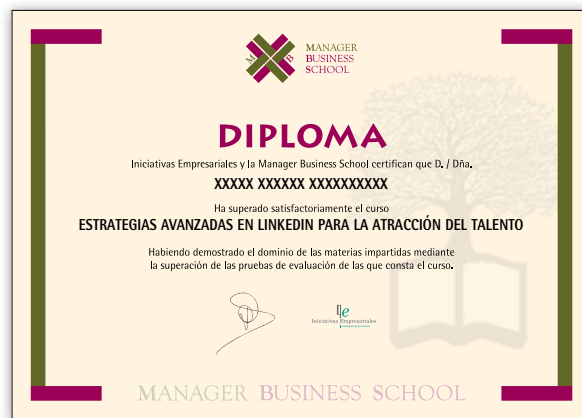 M B
MANAGER
BUSINESS
SCHOOL
DIPLOMA
Iniciativas Empresariales y la Manager Business School certifican que D. / Dña.
XXXXX XXXXXX XXXXXXXXXX
Ha superado satisfactoriamente el curso
ESTRATEGIAS AVANZADAS EN LINKEDIN PARA LA ATRACCIÓN DEL TALENTO
Habiendo demostrado el dominio de las materias impartidas mediante
la superación de las pruebas de evaluación de las que consta el curso.
Ie
Iniciativas Empresariales
MANAGER BUSINESS SCHOOL